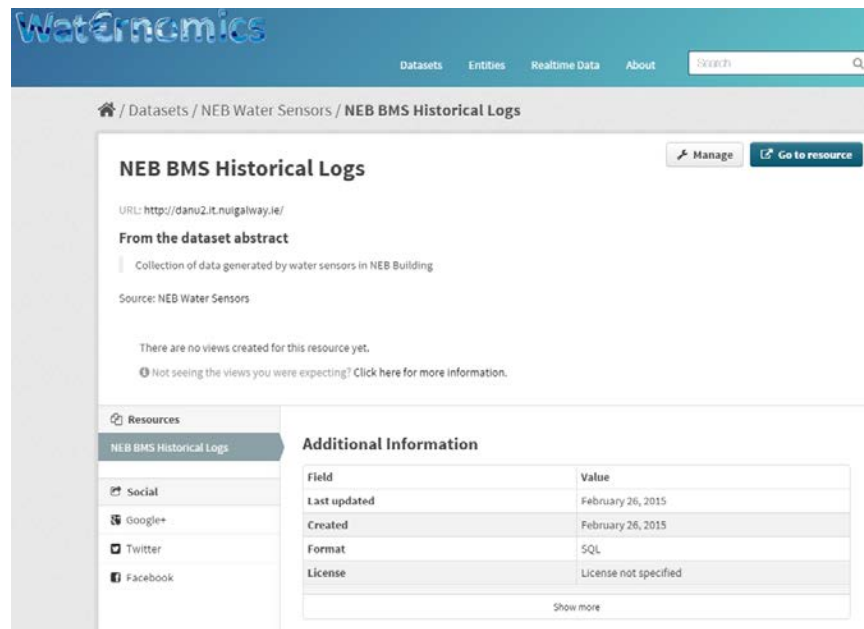 Wat€rnomics
Datasets Entities Realtime Data About Search
/ Datasets / NEB Water Sensors / NEB BMS Historical Logs
Manage Go to resource
NEB BMS Historical Logs
URL: http://danu2.it.nuigalway.ie/
From the dataset abstract
Collection of data generated by water sensors in NEB Building
Source: NEB Water Sensors
There are no views created for this resource yet.
Not seeing the views you were expecting? Click here for more information.
Resources
NEB BMS Historical Logs
Social
Google+
Twitter
Facebook
Additional Information
Field Value
Last updated February 26, 2015
Created February 26, 2015
Format SQL
License License not specified
Show more